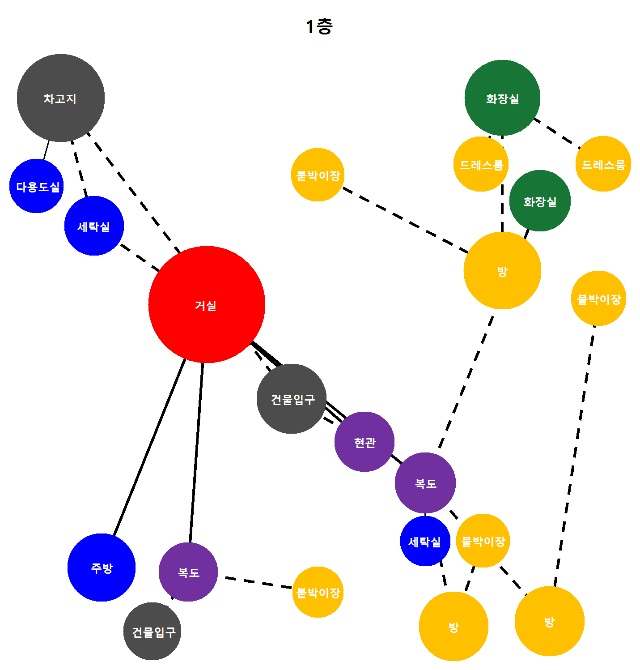 1층
차고지
화장실
드레스룸
드레스룸
붙박이장
다용도실
화장실
세탁실
방
거실
붙박이장
건물입구
현관
복도
세탁실
붙박이장
주방
복도
붙박이장
방
방
건물입구